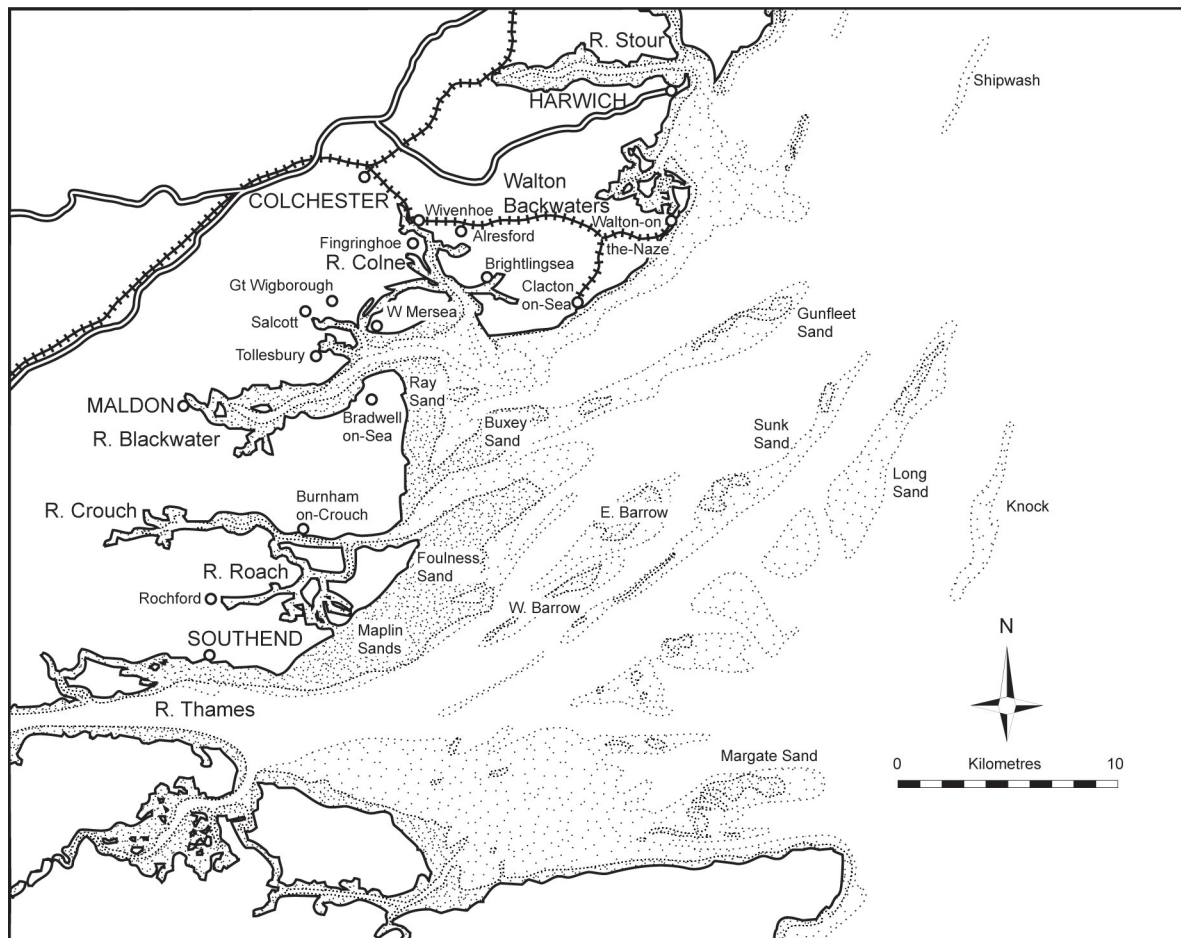 R. Stour
Shipwash
HARWICH
COLCHESTER
Walton
Backwaters
Wivenhoe
Walton-on
the-Naze
Alresford
Fingringhoe
R. Colne
Brightlingsea
Clacton
on-Sea
Gt Wigborough
Salcott
W Mersea
Gunfleet
Sand
Tollesbury
Ray
Sand
MALDON
Bradwell
on-Sea
R. Blackwater
Buxey
Sand
Sunk
Sand
Long
Sand
Knock
Burnham
on-Crouch
R. Crouch
E. Barrow
Foulness
Sand
R. Roach
Rochford
W. Barrow
SOUTHEND
Maplin
Sands
N
R. Thames
Margate Sand
0 Kilometres 10